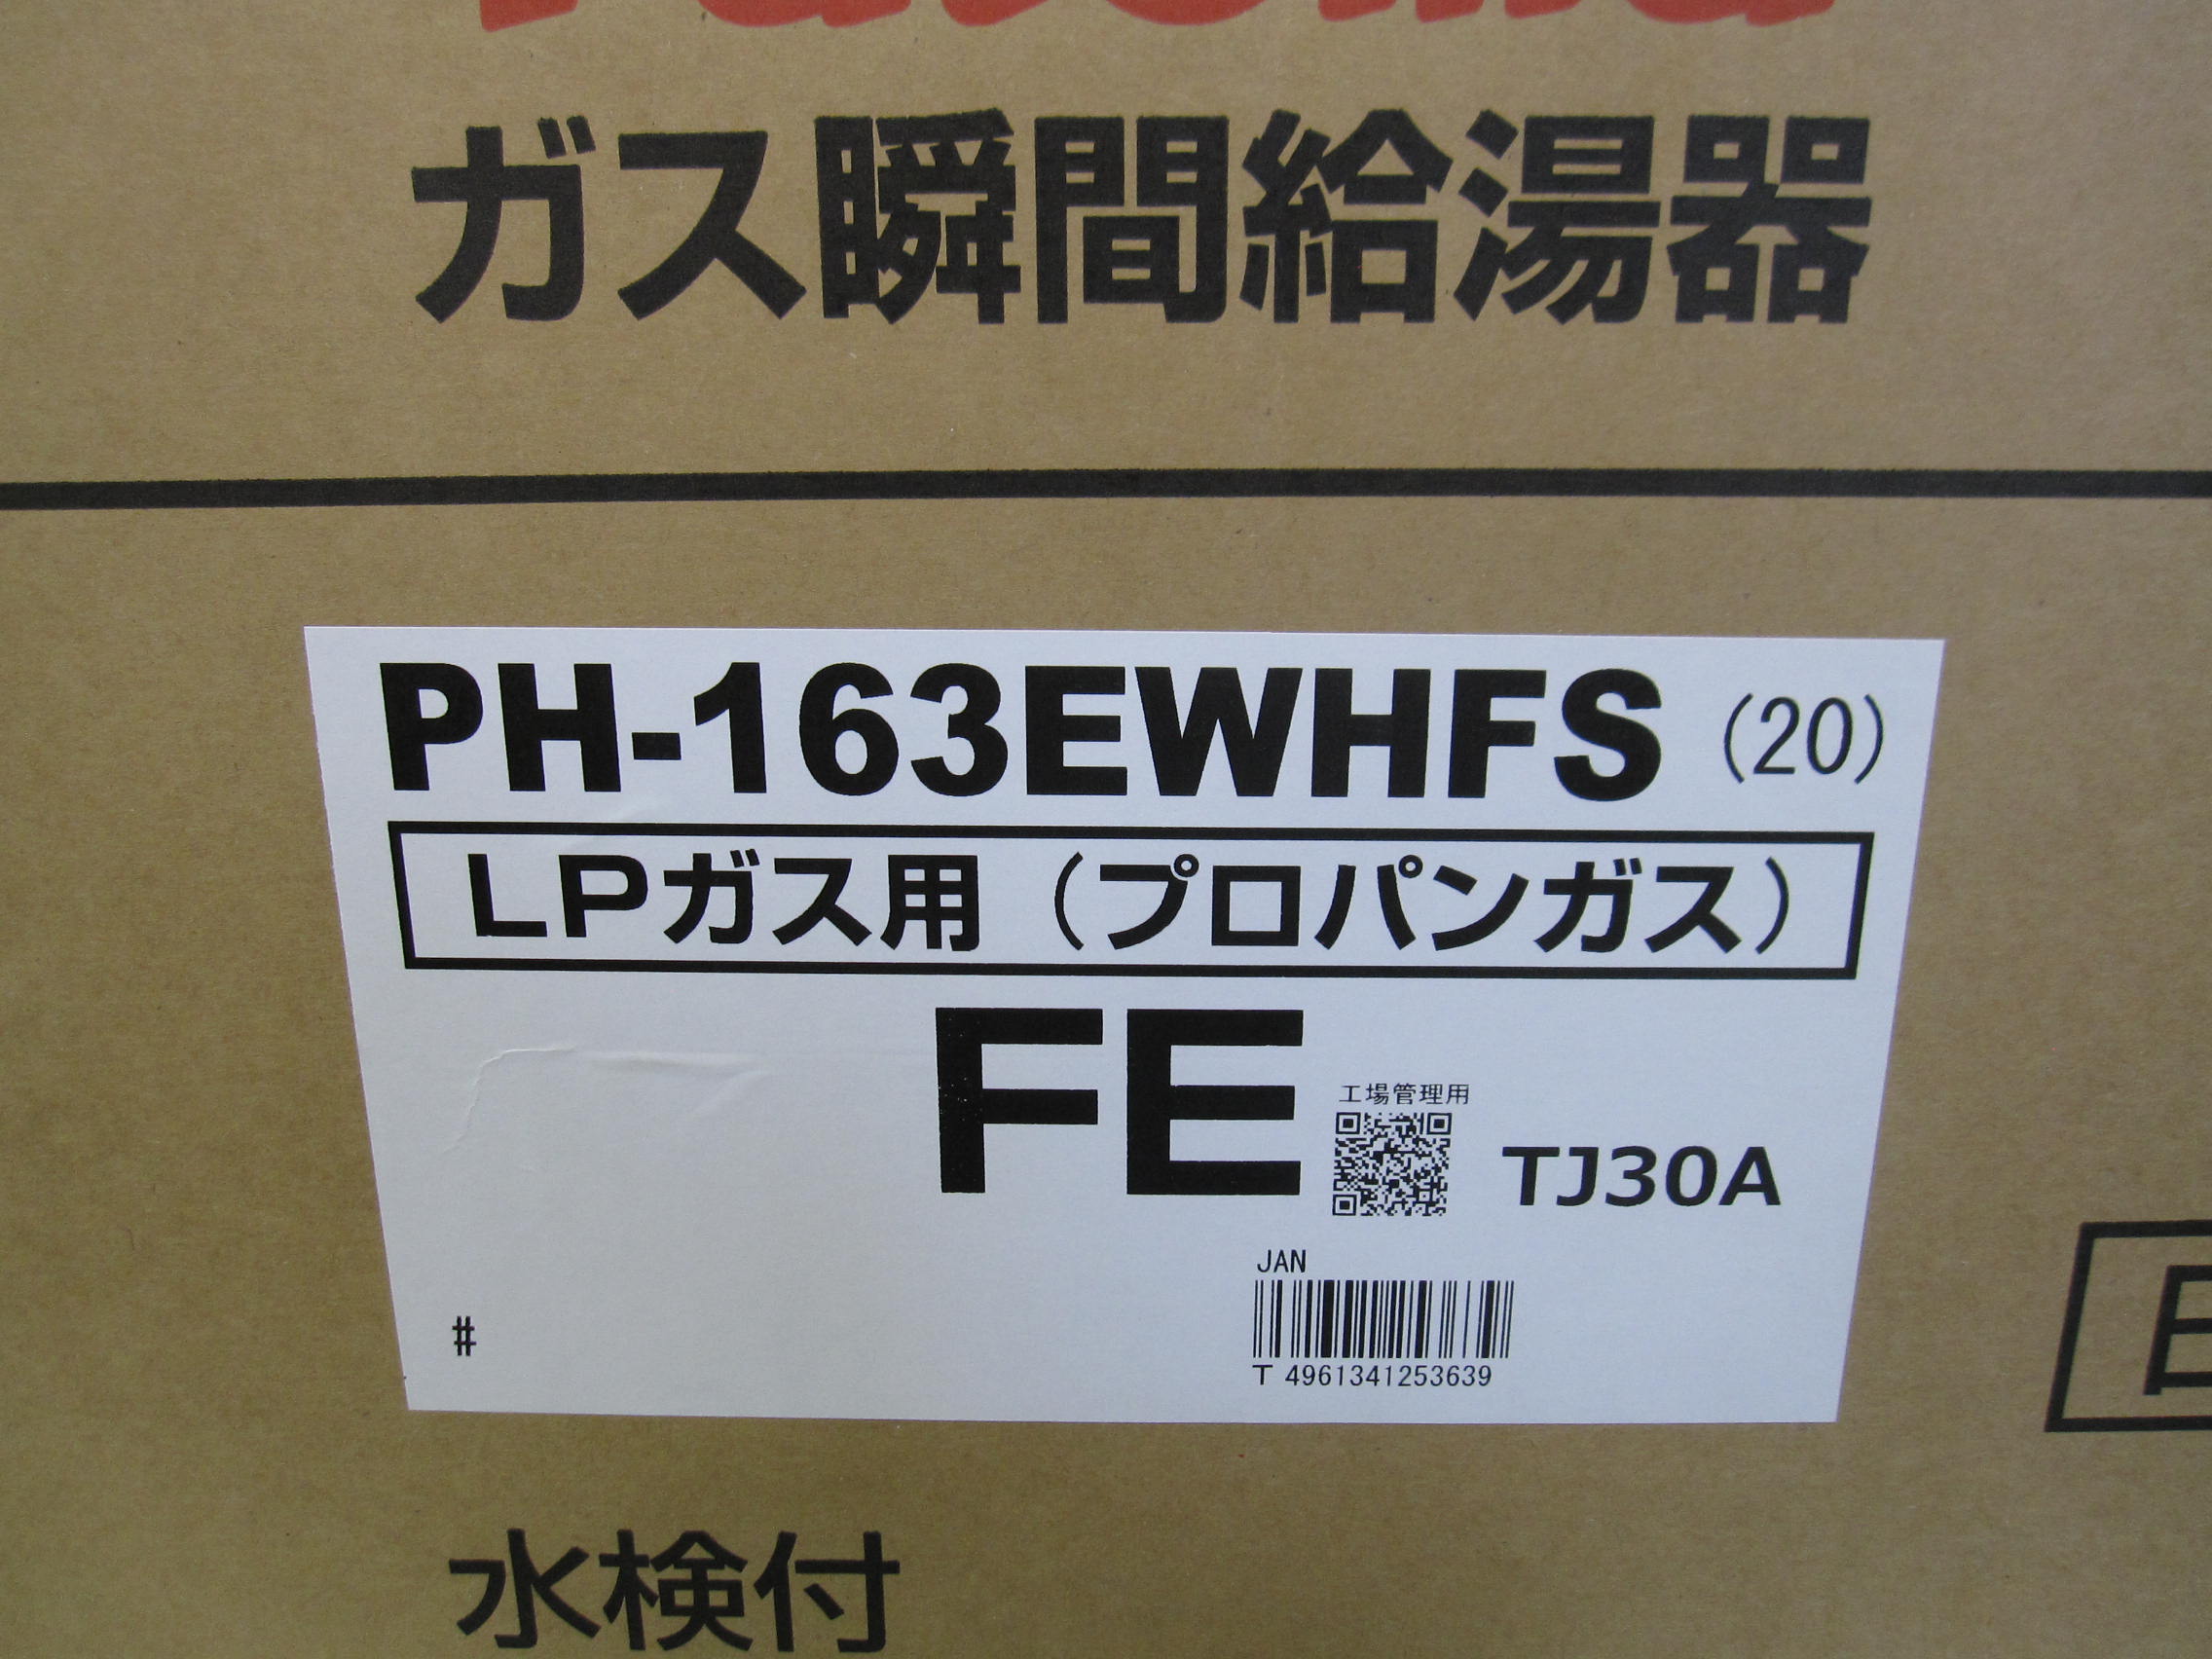 ガス瞬間給湯器
PH-163EWHFS (20)
LPガス用（プロパンガス）
FE
工場管理用
TJ30A
JAN
T 4961341253639
#
水検付